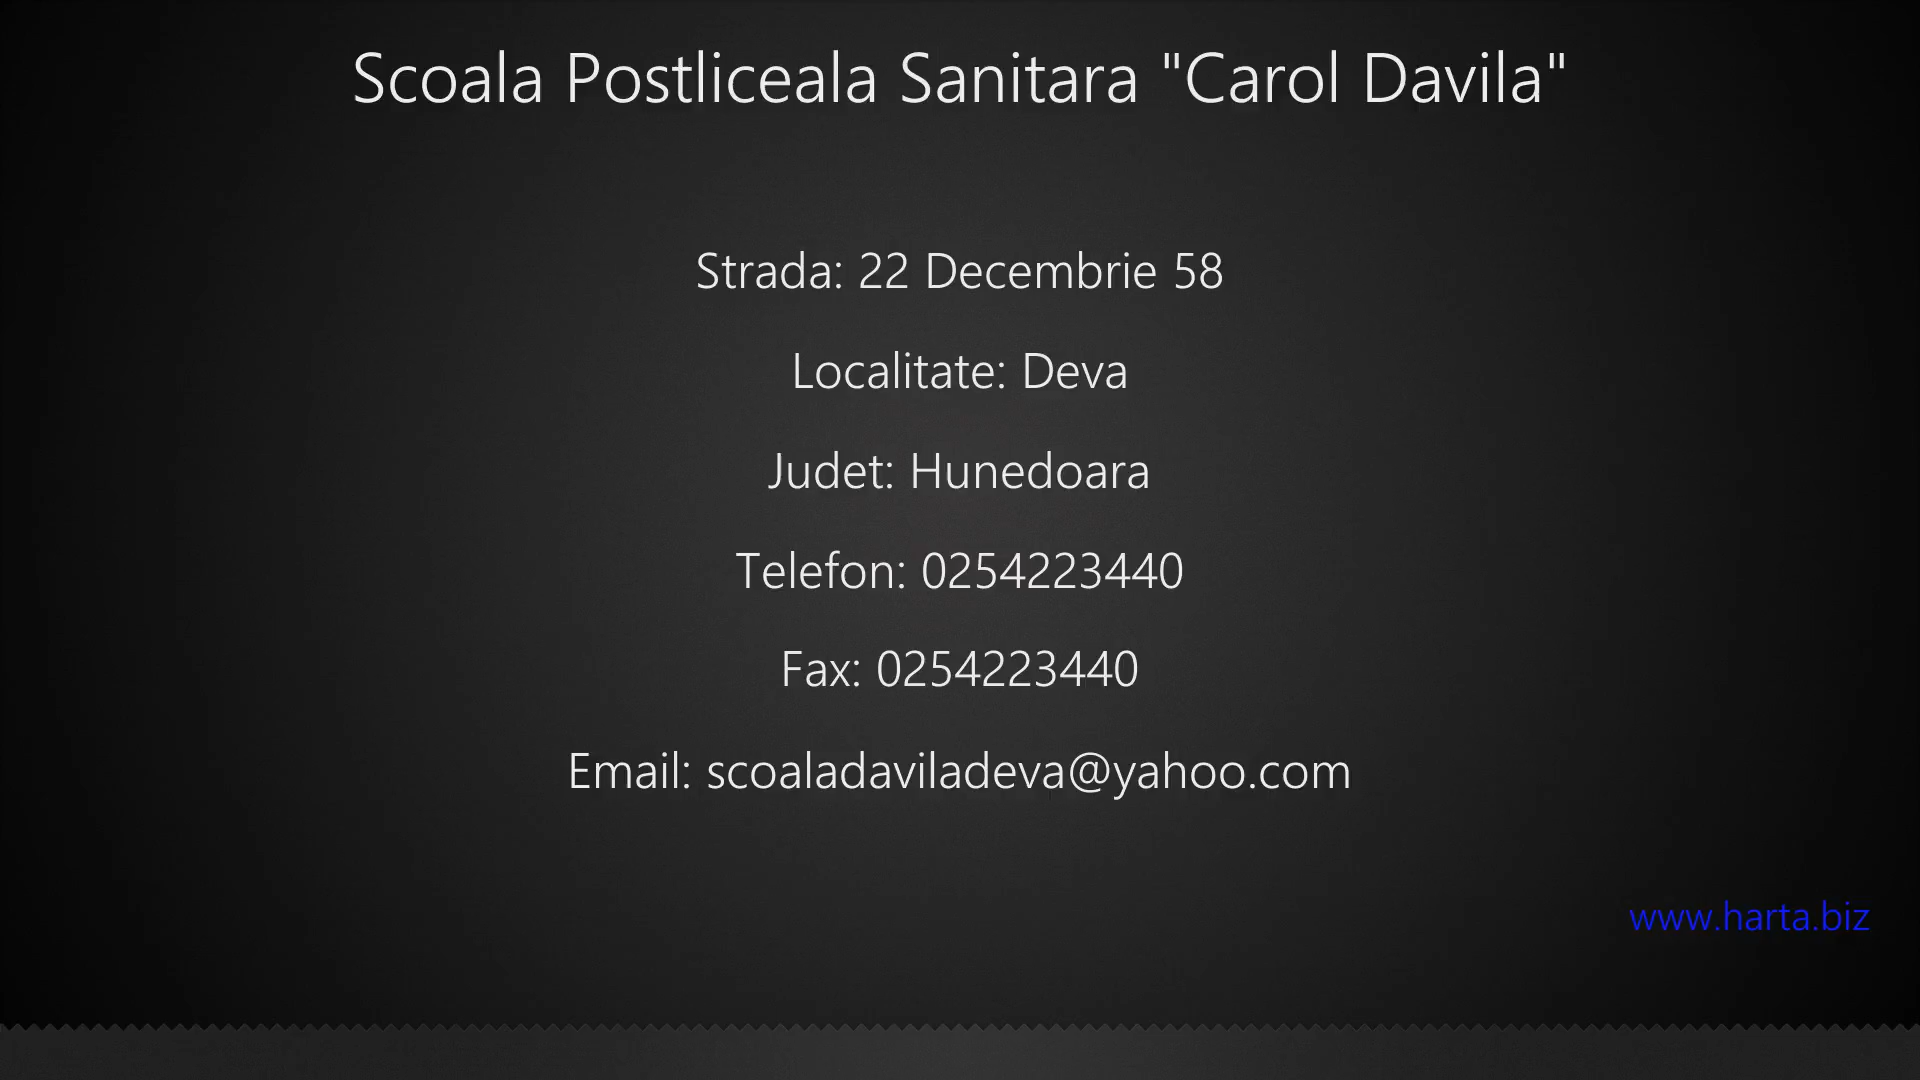 Scoala Postliceala Sanitara "Carol Davila"
Strada: 22 Decembrie 58
Localitate: Deva
Judet: Hunedoara
Telefon: 0254223440
Fax: 0254223440
Email: scoaladaviladeva@yahoo.com
www.harta.biz